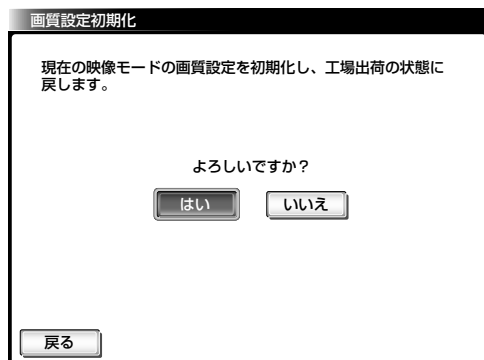 画質設定初期化
現在の映像モードの画質設定を初期化し、工場出荷の状態に
戻します。
よろしいですか？
はい
いいえ
戻る